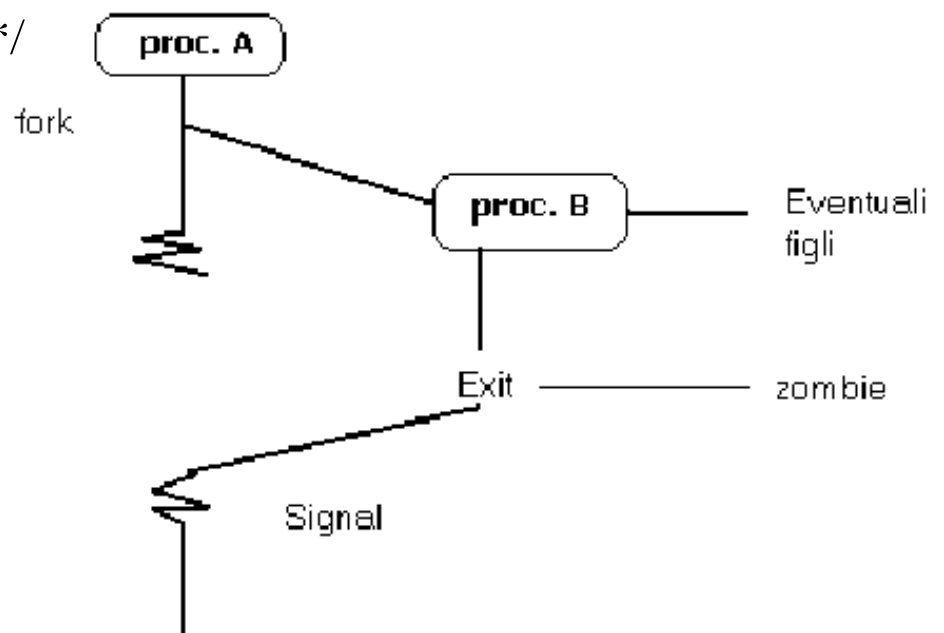 */
proc. A
fork
proc. B
Eventuali
figli
Exit
zombie
Signal